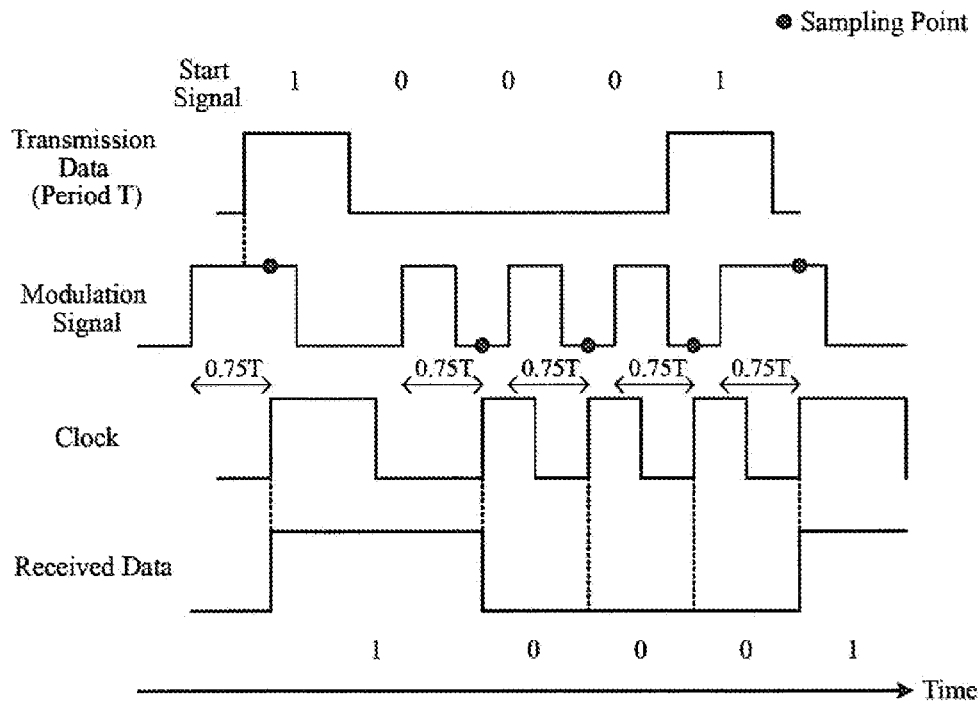 Sampling Point
Start
Signal
1 0 0 0 1
Transmission
Data
(Period T)
Modulation
Signal
0.75T 0.75T 0.75T 0.75T 0.75T
Clock
Received Data
1 0 0 0 1
Time